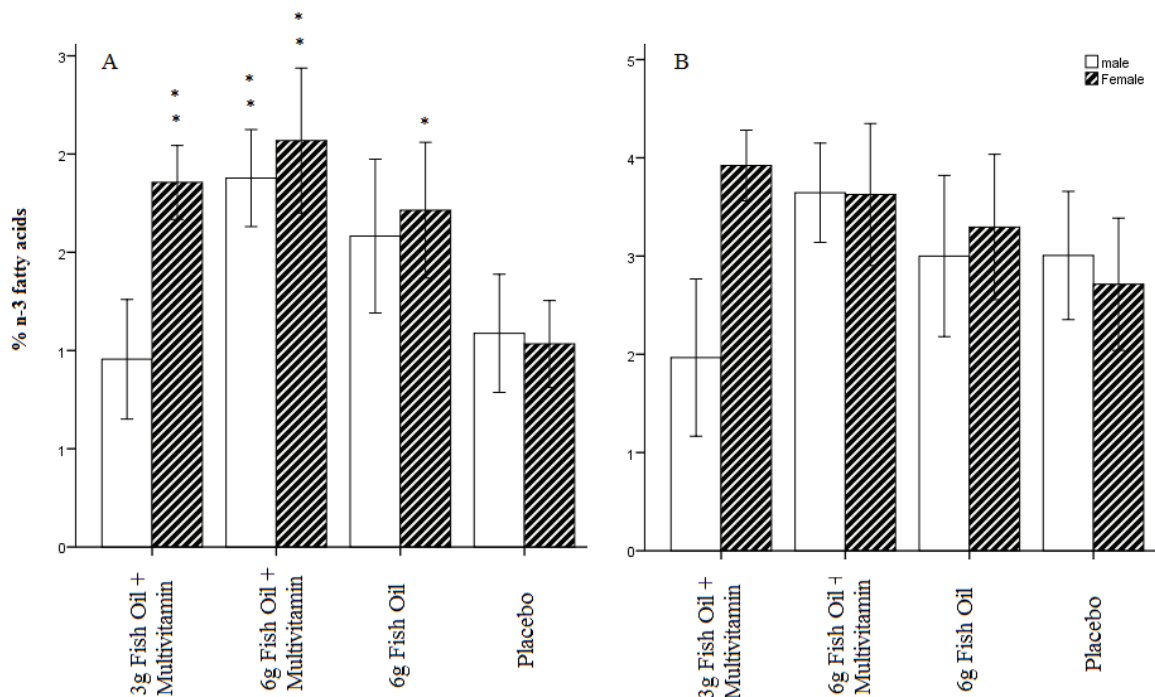 A
B
male
Female
% n-3 fatty acids
3
2
2
1
1
0
5
4
3
2
1
0
* *
* *
* *
*
3g Fish Oil +
Multivitamin
6g Fish Oil +
Multivitamin
6g Fish Oil
Placebo
3g Fish Oil +
Multivitamin
6g Fish Oil +
Multivitamin
6g Fish Oil
Placebo